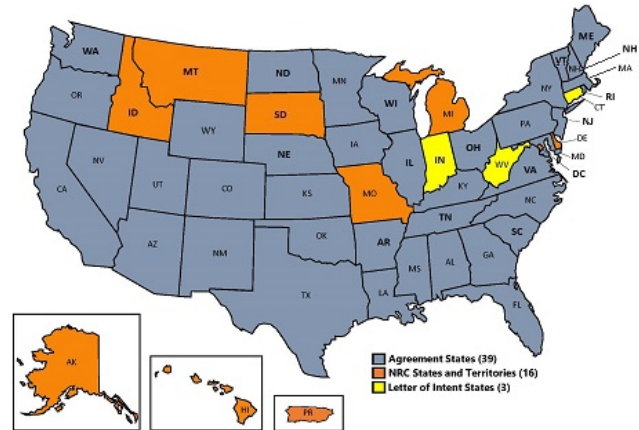 ME
WA
VT
NH
NH
MT
ND
MA
MN
OR
NY
WI
RI
ID
SD
MI
CT
WY
PA
NJ
IA
DE
NE
OH
MD
NV
IL
IN
WV
DC
UT
VA
CO
CA
KS
MO
KY
NC
TN
OK
SC
AZ
NM
AR
MS
AL
GA
TX
LA
FL
Agreement States (39)
AK
NRC States and Territories (16)
Letter of Intent States (3)
HI
PR